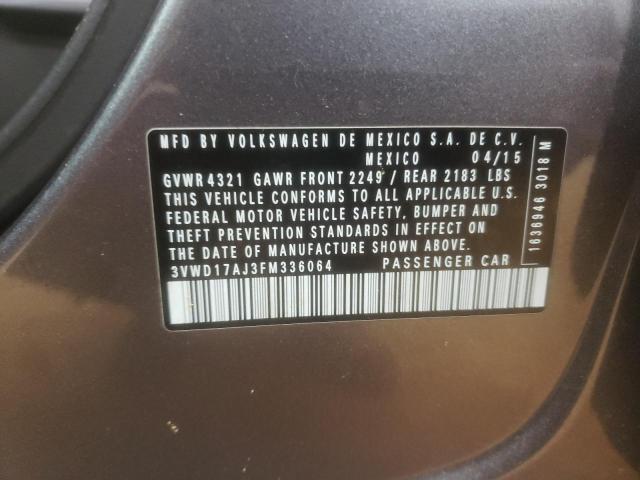 MFD BY VOLKSWAGEN DE MEXICO S.A. DE C.V.
MEXICO 04/15
GVWR 4321 GAWR FRONT 2249 / REAR 2183 LBS
THIS VEHICLE CONFORMS TO ALL APPLICABLE U.S.
FEDERAL MOTOR VEHICLE SAFETY, BUMPER AND
THEFT PREVENTION STANDARDS IN EFFECT ON
THE DATE OF MANUFACTURE SHOWN ABOVE.
3VWD17AJ3FM336064 PASSENGER CAR
1636946 3018 M